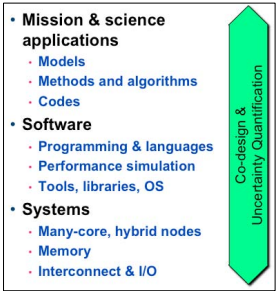 • Mission & science
applications
• Models
• Methods and algorithms
• Codes
• Software
• Programming & languages
• Performance simulation
• Tools, libraries, OS
• Systems
• Many-core, hybrid nodes
• Memory
• Interconnect & I/O
Co-design &
Uncertainty Quantification